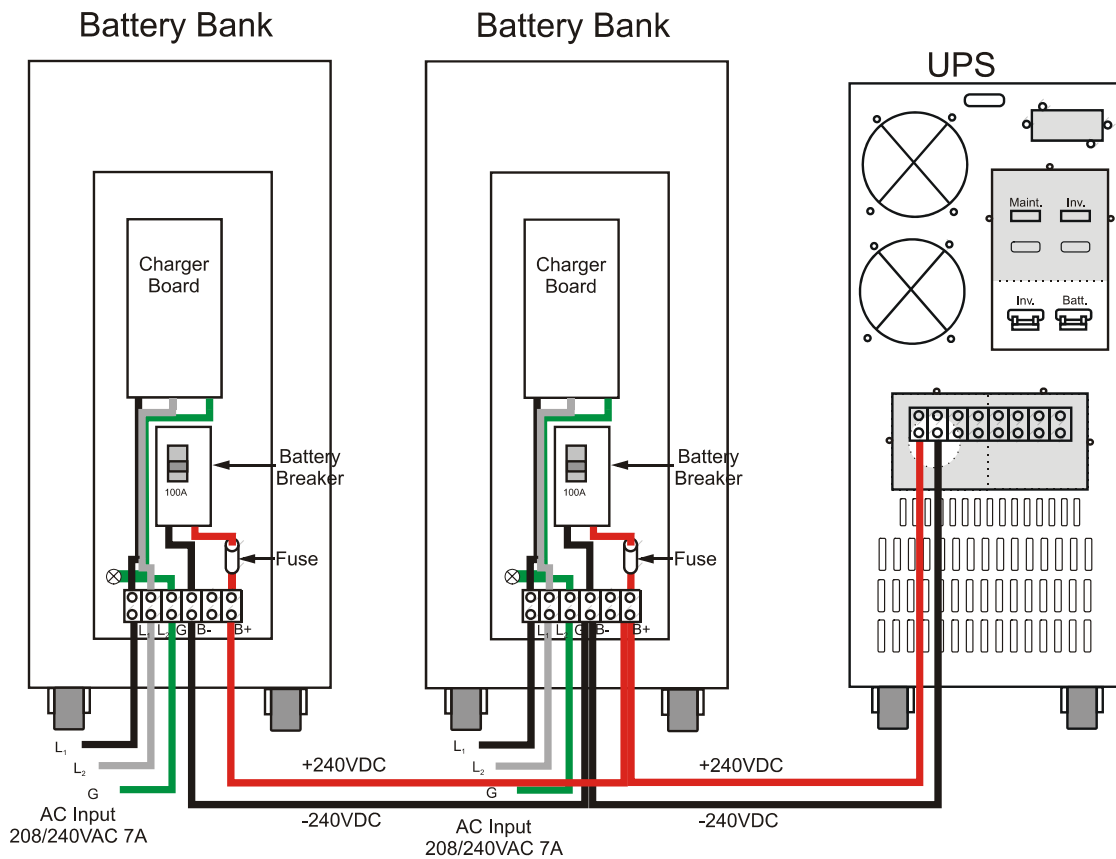 Battery Bank
Battery Bank
UPS
Charger
Board
Battery
Breaker
100A
Fuse
L₁ L₂ G B- B+
L₁
L₂
G
AC Input
208/240VAC 7A
Charger
Board
Battery
Breaker
100A
Fuse
L₁ L₂ G B- B+
L₁
L₂
G
AC Input
208/240VAC 7A
+240VDC
-240VDC
+240VDC
-240VDC
Maint. Inv.
Inv. Batt.